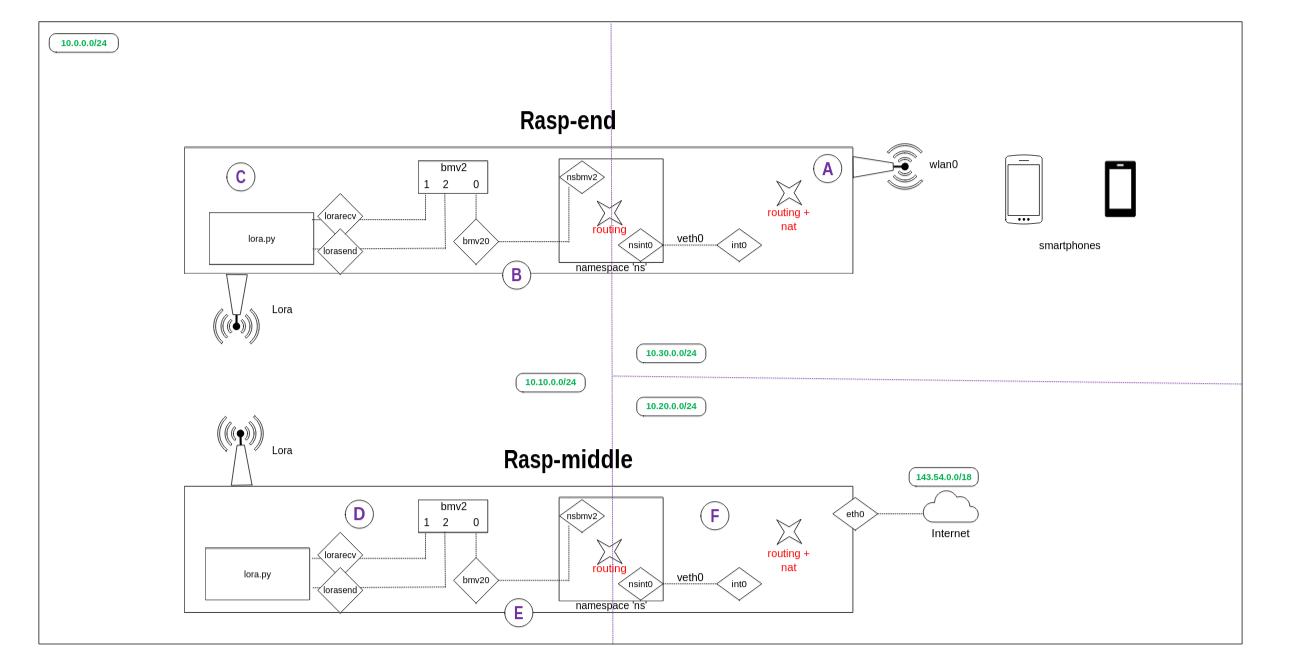 10.0.0.0/24
Rasp-end
C
lora.py
lorarecv
lorasend
bmv2
1 2 0
bmv20
B
nsbmv2
routing
nsint0
namespace 'ns'
veth0
int0
routing +
nat
A
wlan0
smartphones
Lora
10.30.0.0/24
10.10.0.0/24
10.20.0.0/24
Lora
Rasp-middle
D
lora.py
lorarecv
lorasend
bmv2
1 2 0
bmv20
E
nsbmv2
routing
nsint0
namespace 'ns'
veth0
int0
F
routing +
nat
eth0
143.54.0.0/18
Internet